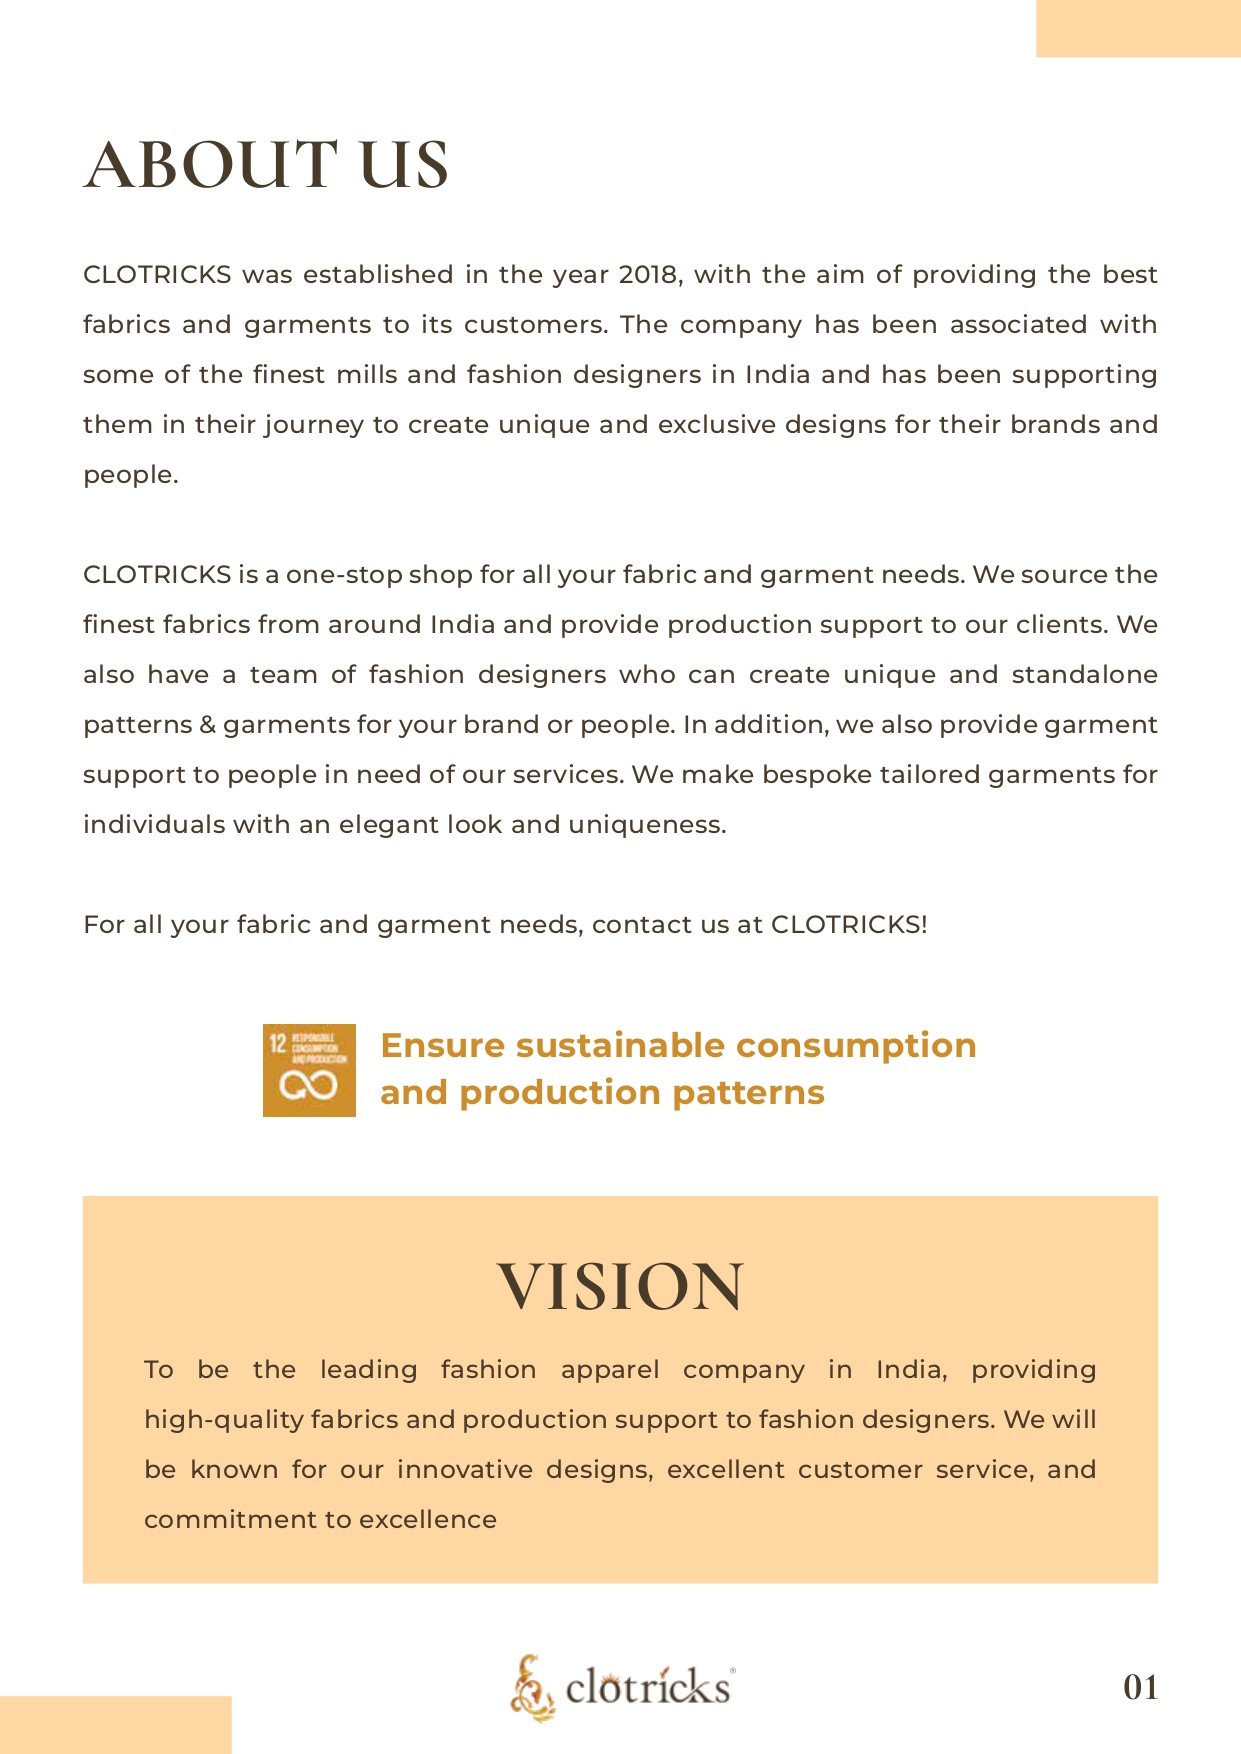 ABOUT US
CLOTRICKS was established in the year 2018, with the aim of providing the best
fabrics and garments to its customers. The company has been associated with
some of the finest mills and fashion designers in India and has been supporting
them in their journey to create unique and exclusive designs for their brands and
people.
CLOTRICKS is a one-stop shop for all your fabric and garment needs. We source the
finest fabrics from around India and provide production support to our clients. We
also have a team of fashion designers who can create unique and standalone
patterns & garments for your brand or people. In addition, we also provide garment
support to people in need of our services. We make bespoke tailored garments for
individuals with an elegant look and uniqueness.
For all your fabric and garment needs, contact us at CLOTRICKS!
12 RESPONSIBLE
CONSUMPTION
AND PRODUCTION
Ensure sustainable consumption
and production patterns
VISION
To be the leading fashion apparel company in India, providing
high-quality fabrics and production support to fashion designers. We will
be known for our innovative designs, excellent customer service, and
commitment to excellence
clotricks®
01